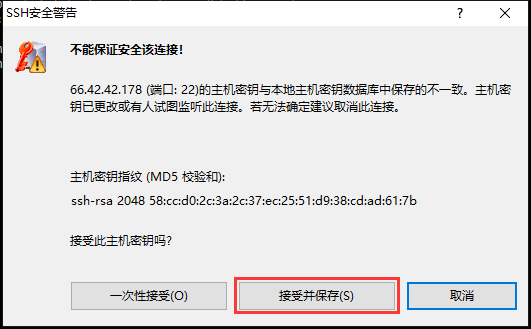 SSH安全警告
不能保证安全该连接！
66.42.42.178 (端口: 22)的主机密钥与本地主机密钥数据库中保存的不一致。主机密
钥已更改或有人试图监听此连接。若无法确定建议取消此连接。
主机密钥指纹 (MD5 校验和):
ssh-rsa 2048 58:cc:d0:2c:3a:2c:37:ec:25:51:d9:38:cd:ad:61:7b
接受此主机密钥吗?
一次性接受(O) 接受并保存(S) 取消